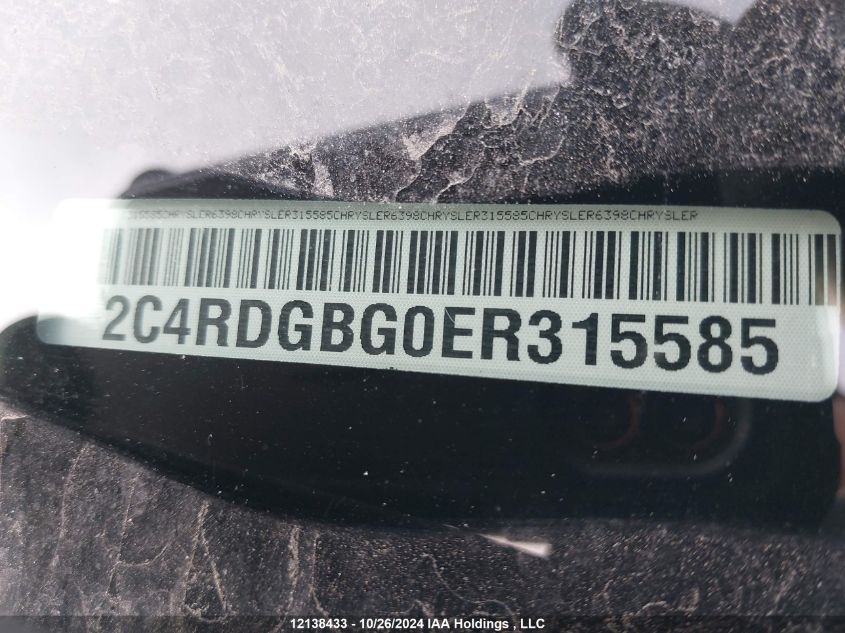 315585CHRYSLER6398CHRYSLER315585CHRYSLER6398CHRYSLER315585CHRYSLER6398CHRYSLER
2C4RDGBG0ER315585
12138433 - 10/26/2024 IAA Holdings , LLC